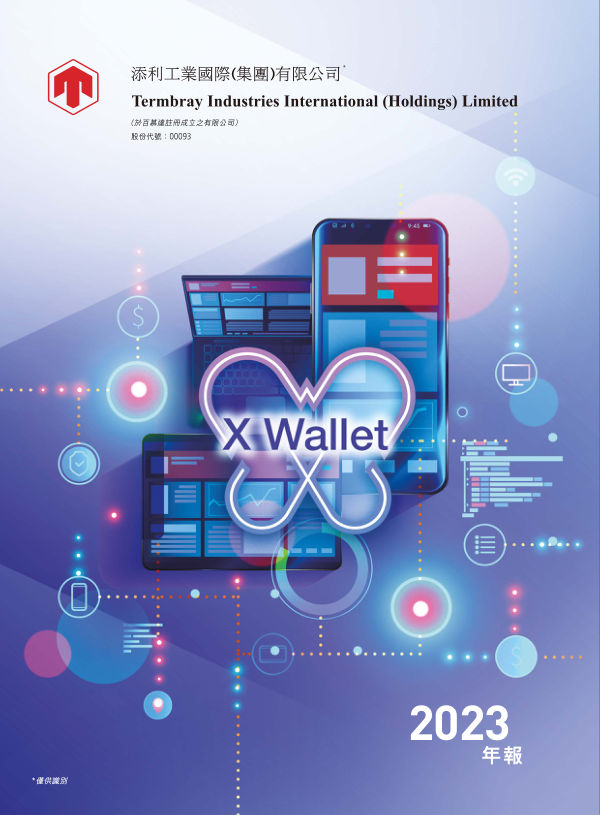 添利工業國際(集團)有限公司*
Termbray Industries International (Holdings) Limited
(於百慕達註冊成立之有限公司)
股份代號：00093
9:45
X Wallet
2023
年報
*僅供識別